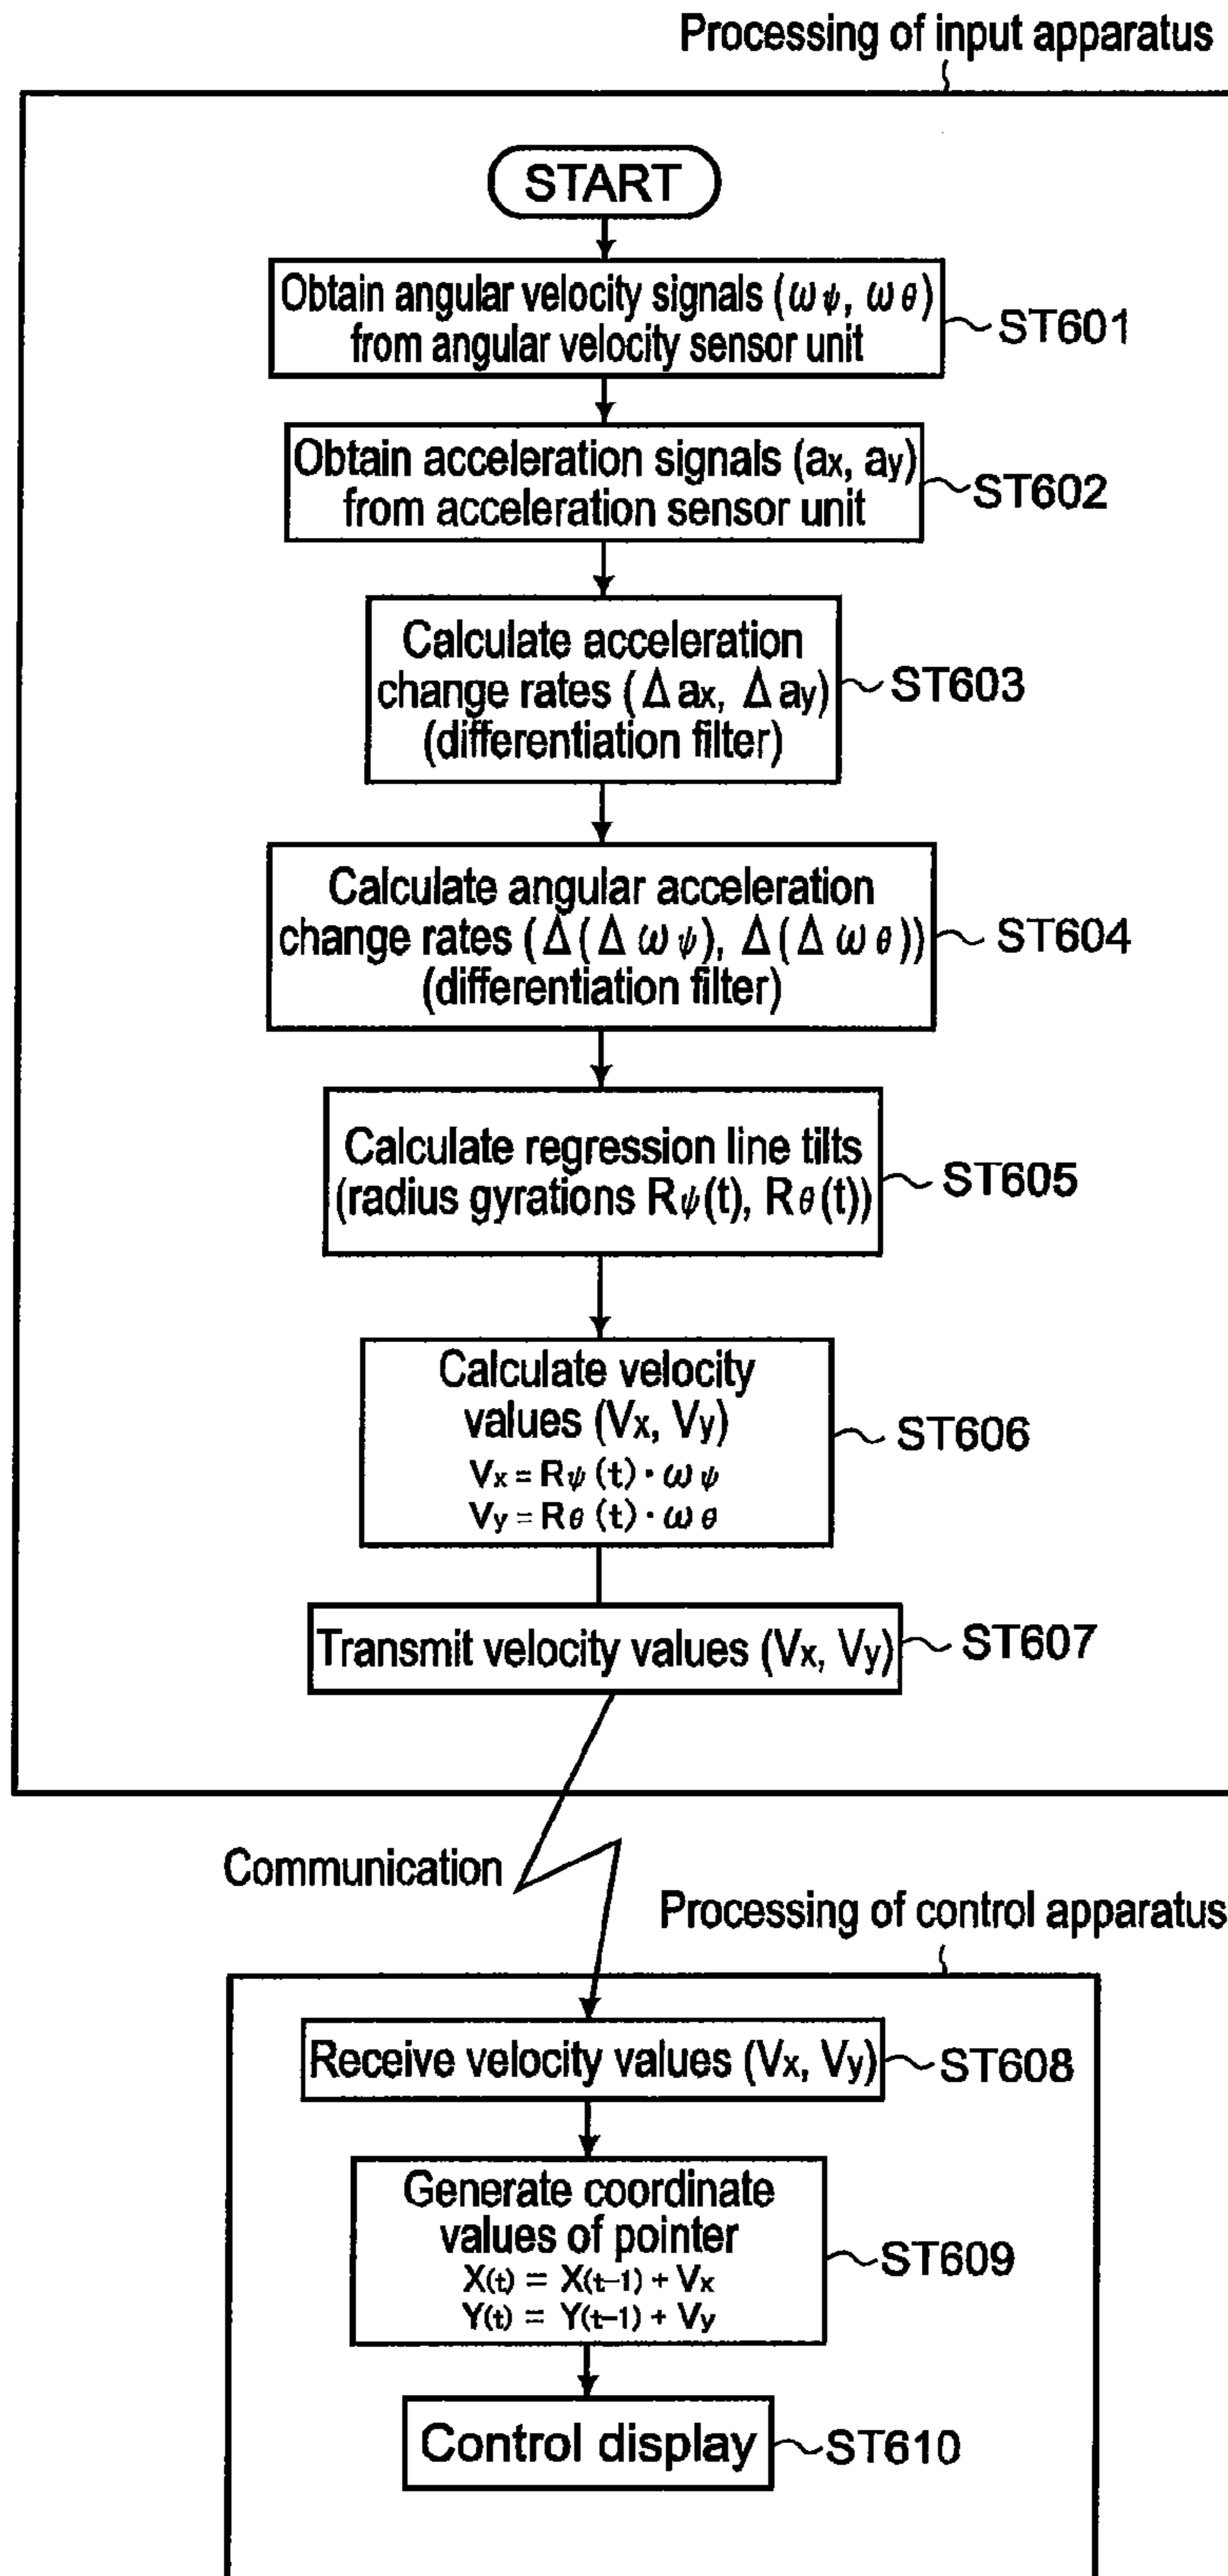 Processing of input apparatus
START
Obtain angular velocity signals (ωψ, ωθ)
from angular velocity sensor unit
ST601
Obtain acceleration signals (ax, ay)
from acceleration sensor unit
ST602
Calculate acceleration
change rates (Δax, Δay)
(differentiation filter)
ST603
Calculate angular acceleration
change rates (Δ(Δωψ), Δ(Δωθ))
(differentiation filter)
ST604
Calculate regression line tilts
(radius gyrations Rψ(t), Rθ(t))
ST605
Calculate velocity
values (Vx, Vy)
Vx = Rψ(t)・ωψ
Vy = Rθ(t)・ωθ
ST606
Transmit velocity values (Vx, Vy)
ST607
Communication
Processing of control apparatus
Receive velocity values (Vx, Vy)
ST608
Generate coordinate
values of pointer
X(t) = X(t-1) + Vx
Y(t) = Y(t-1) + Vy
ST609
Control display
ST610